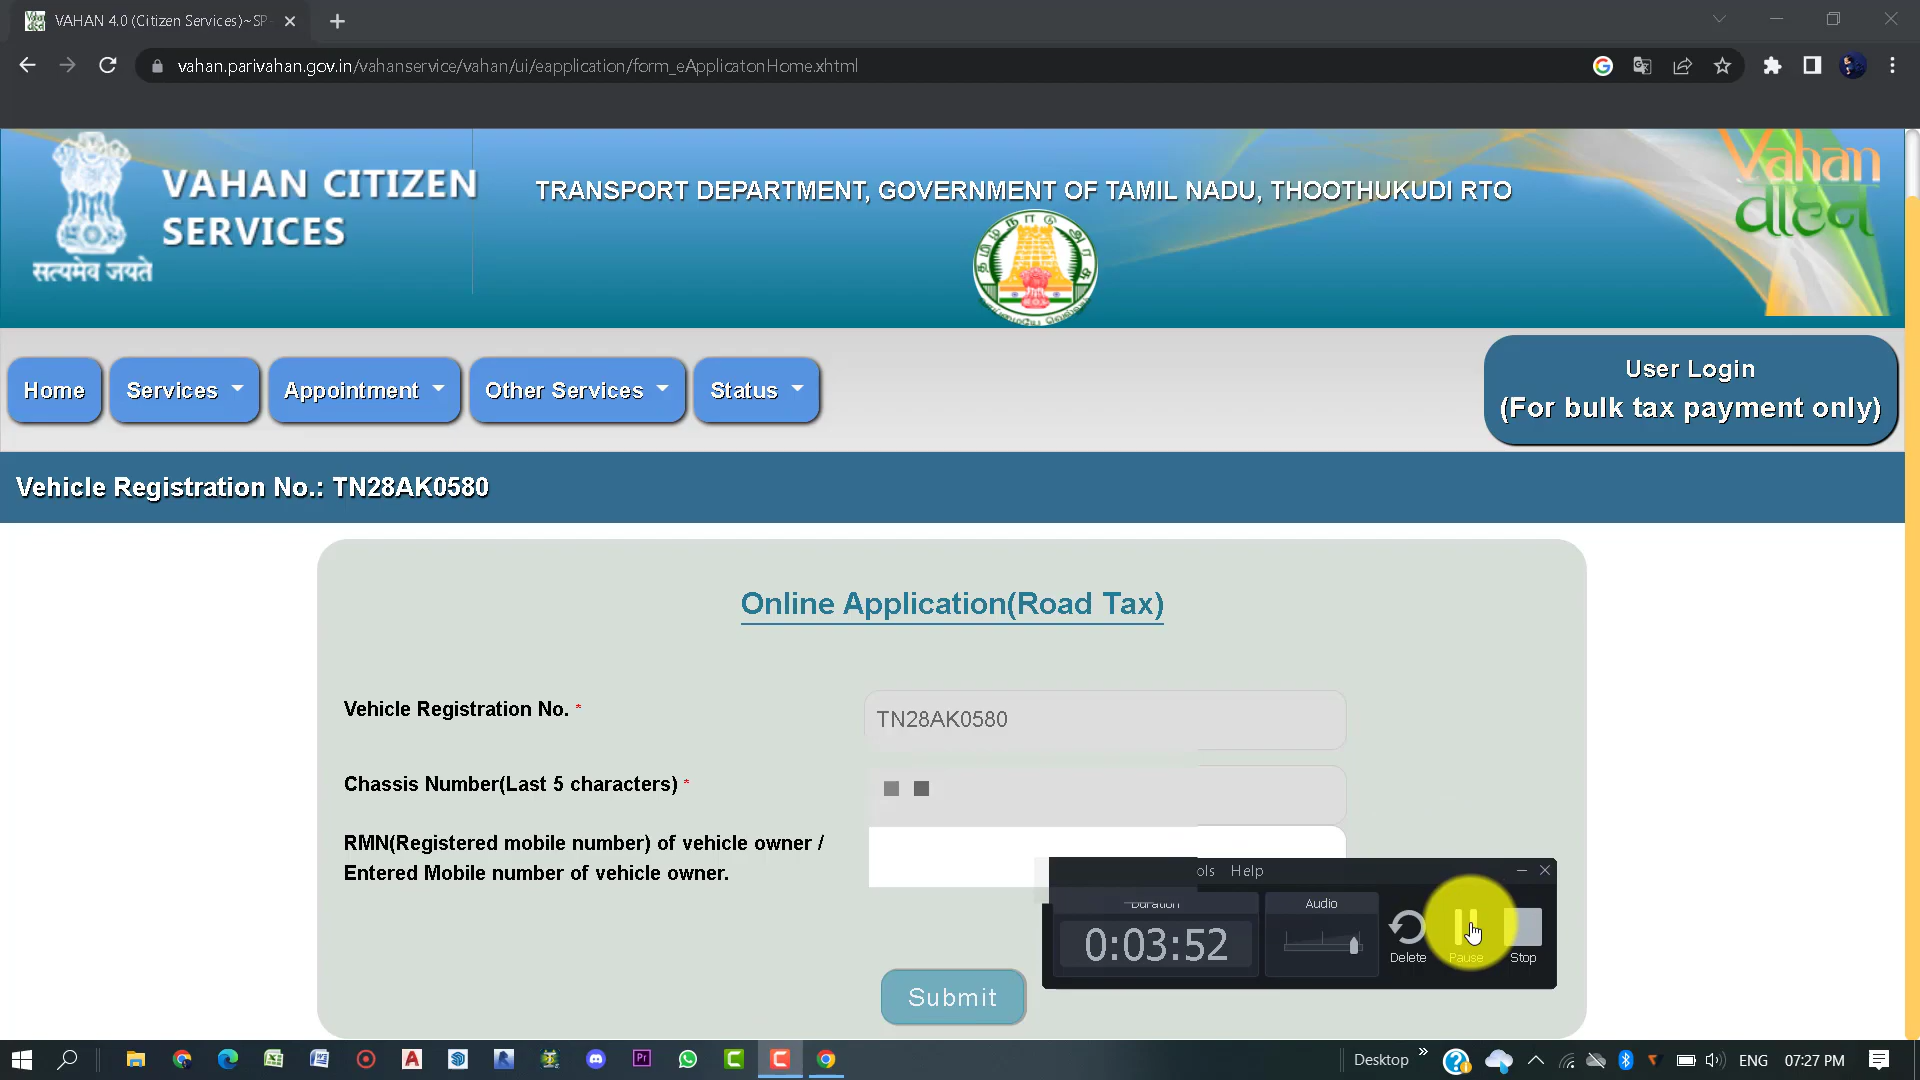 VAHAN 4.0 (Citizen Services)~SP
vahan.parivahan.gov.in/vahanservice/vahan/ui/eapplication/form_eApplicatonHome.xhtml
सत्यमेव जयते
VAHAN CITIZEN
SERVICES
TRANSPORT DEPARTMENT, GOVERNMENT OF TAMIL NADU, THOOTHUKUDI RTO
Vahan
वाहन
Home
Services
Appointment
Other Services
Status
User Login
(For bulk tax payment only)
Vehicle Registration No.: TN28AK0580
Online Application(Road Tax)
Vehicle Registration No. *
TN28AK0580
Chassis Number(Last 5 characters) *
RMN(Registered mobile number) of vehicle owner /
Entered Mobile number of vehicle owner.
ols Help
Duration
Audio
0:03:52
Delete
Pause
Stop
Submit
Desktop
ENG
07:27 PM